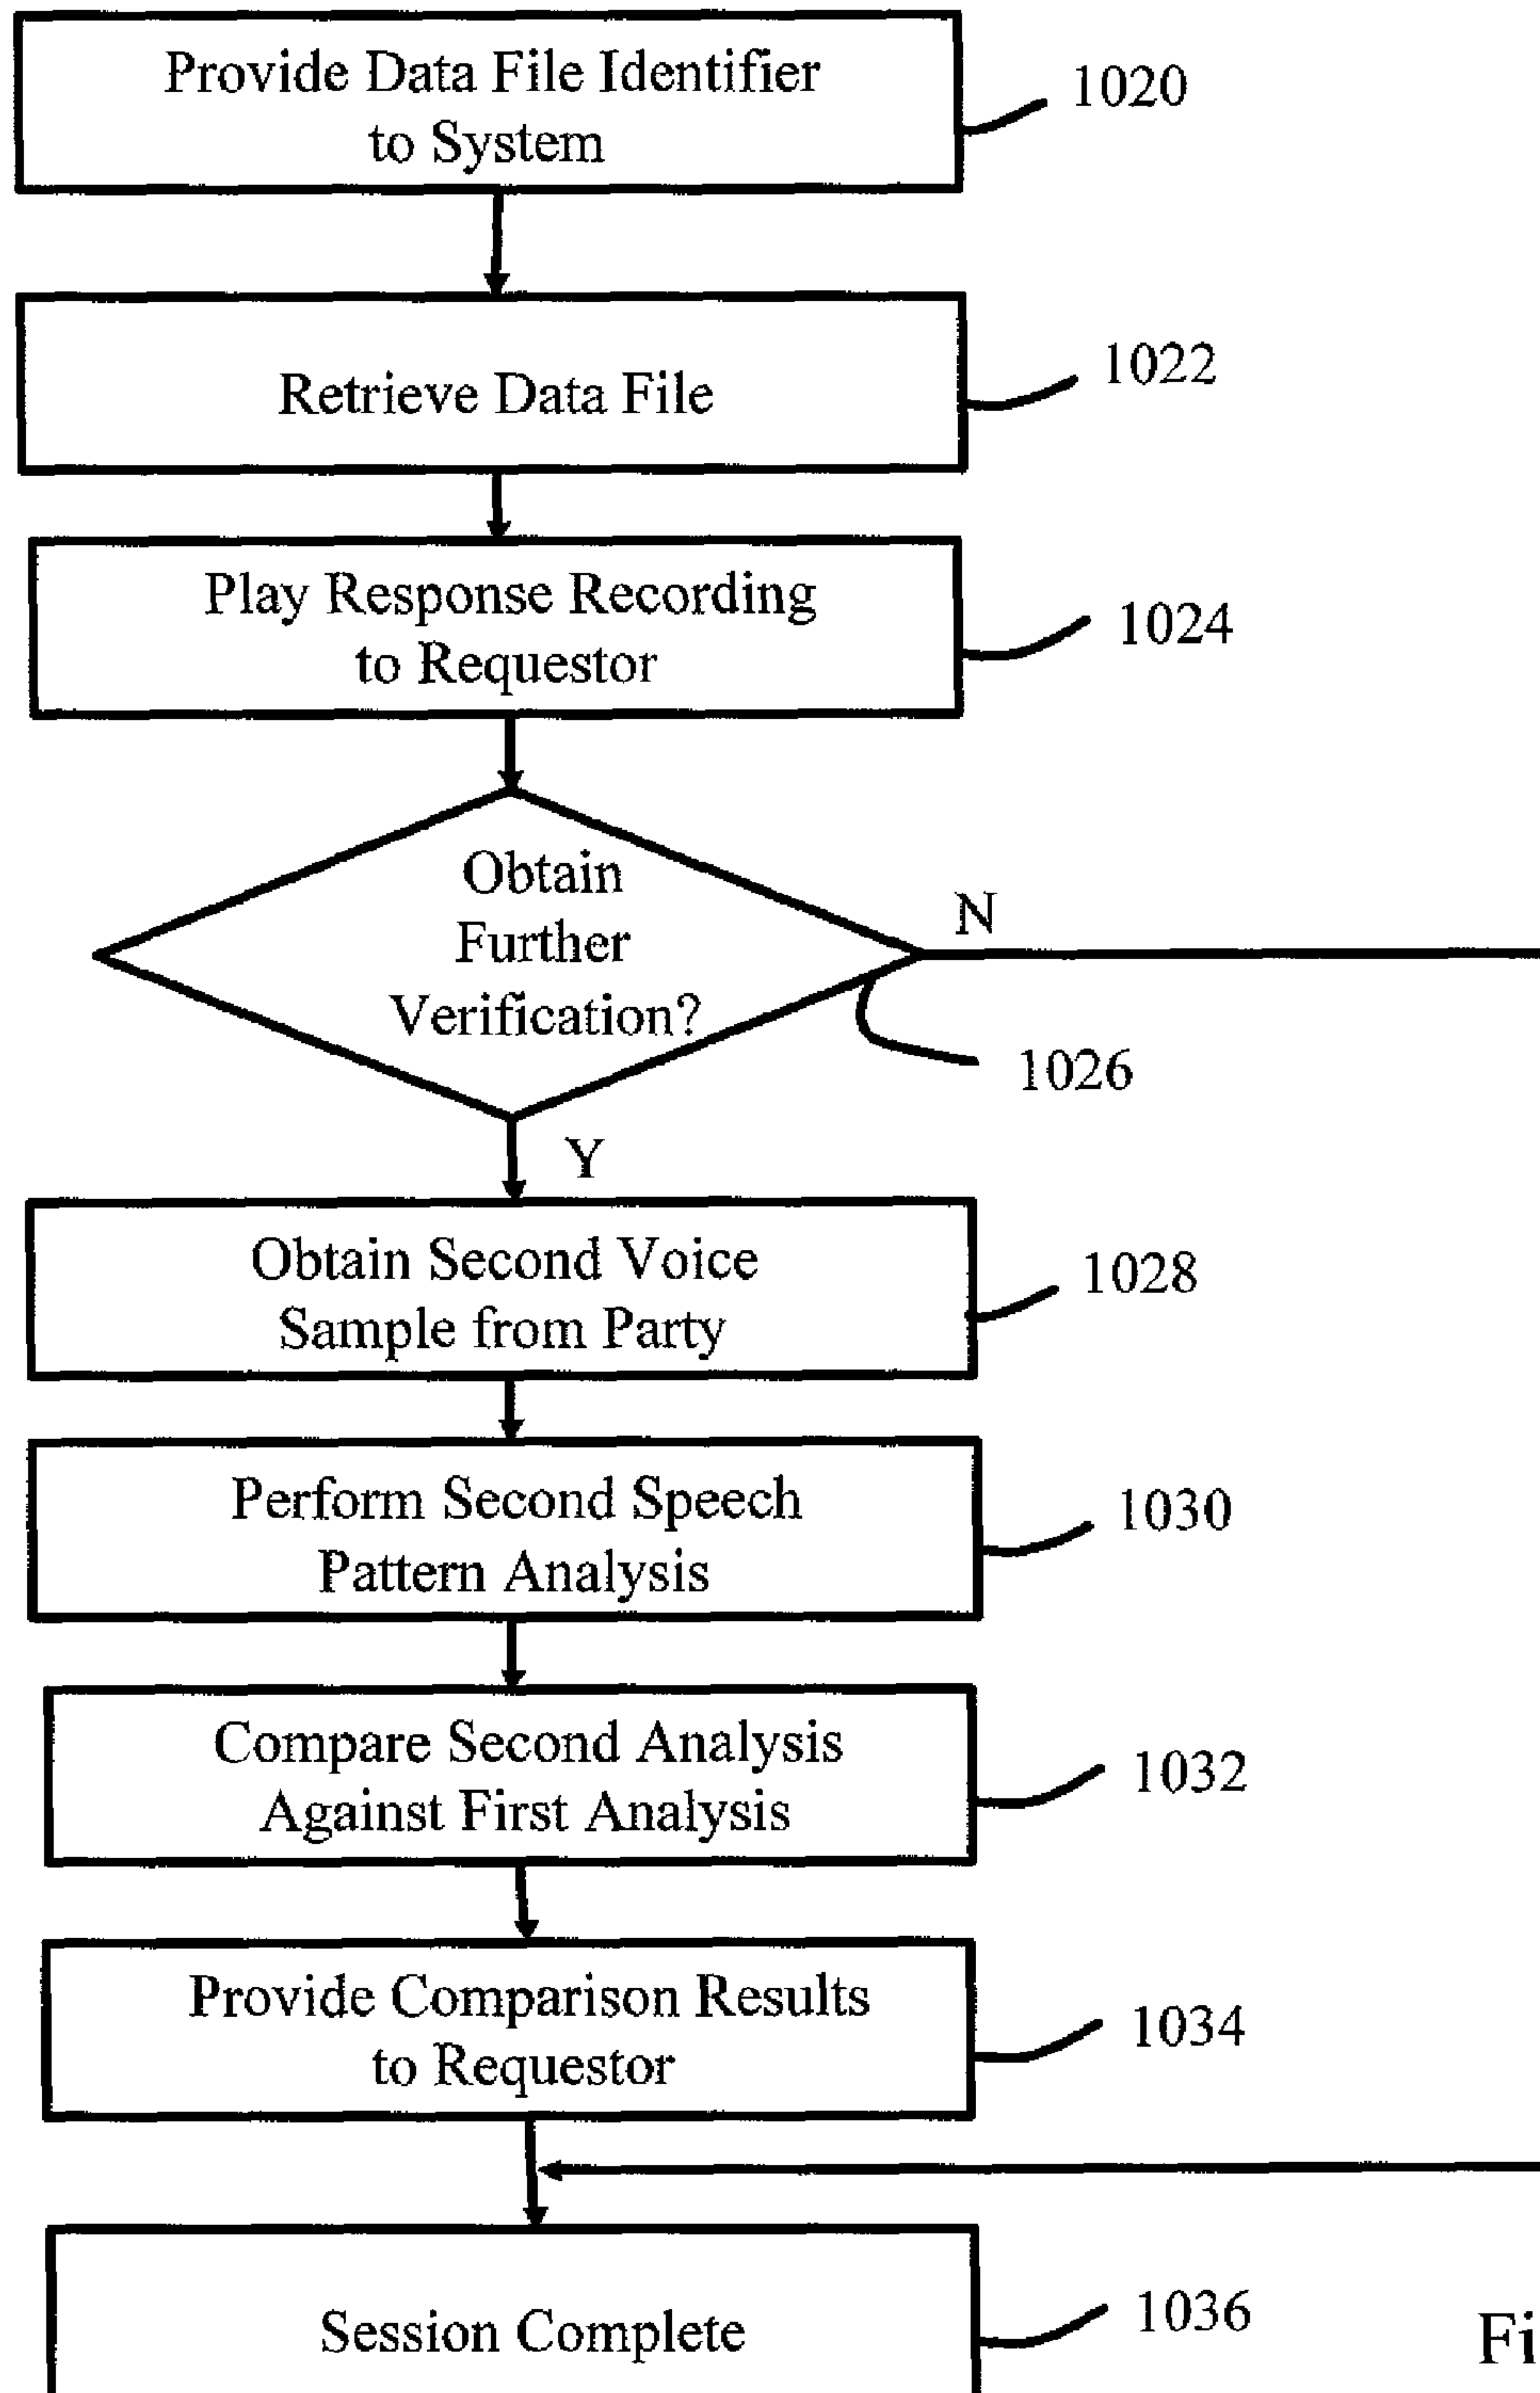 Provide Data File Identifier
to System
1020
Retrieve Data File
1022
Play Response Recording
to Requestor
1024
Obtain
Further
Verification?
N
1026
Y
Obtain Second Voice
Sample from Party
1028
Perform Second Speech
Pattern Analysis
1030
Compare Second Analysis
Against First Analysis
1032
Provide Comparison Results
to Requestor
1034
Session Complete
1036
Fi